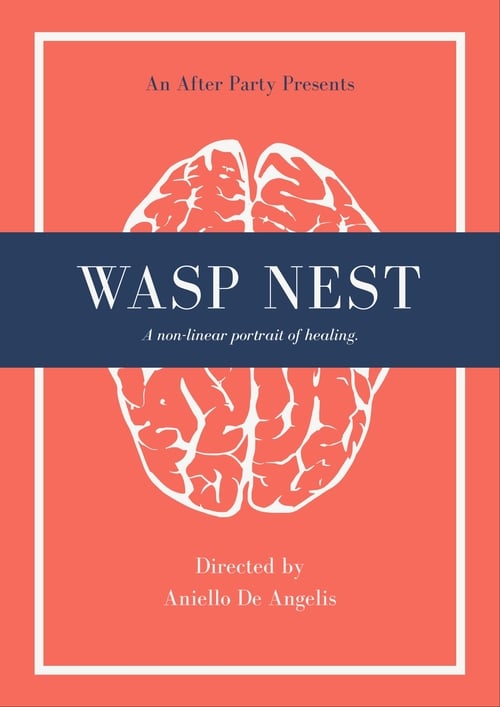 An After Party Presents
WASP NEST
A non-linear portrait of healing.
Directed by
Aniello De Angelis